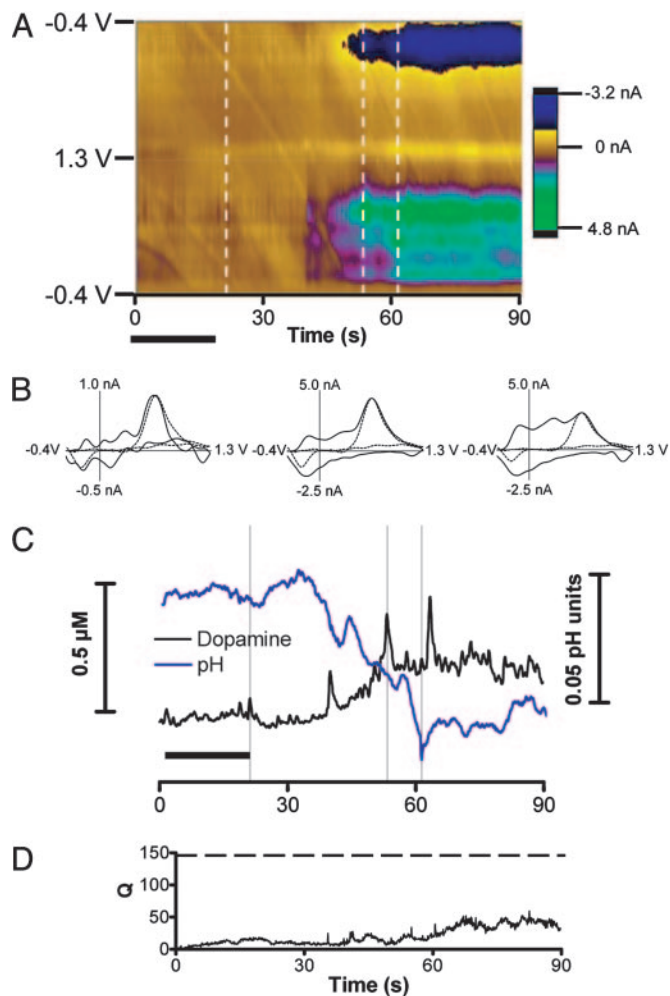 A
-0.4 V
1.3 V
-0.4 V
0 30 60 90
Time (s)
-3.2 nA
0 nA
4.8 nA
B
1.0 nA
-0.4V 1.3 V
-0.5 nA
5.0 nA
-0.4V 1.3 V
-2.5 nA
5.0 nA
-0.4V 1.3 V
-2.5 nA
C
0.5 µM
Dopamine
pH
0.05 pH units
0 30 60 90
D
Q
150
100
50
0
0 30 60 90
Time (s)